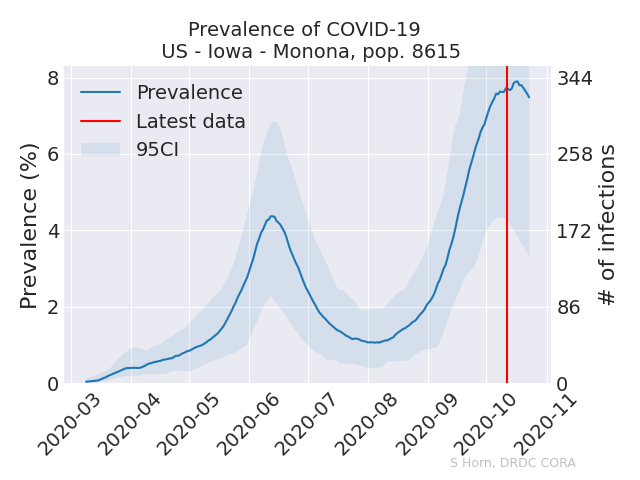 Prevalence of COVID-19
US - Iowa - Monona, pop. 8615
Prevalence
Latest data
95CI
Prevalence (%)
8
6
4
2
0
# of infections
344
258
172
86
0
2020-03
2020-04
2020-05
2020-06
2020-07
2020-08
2020-09
2020-10
2020-11
S Horn, DRDC CORA